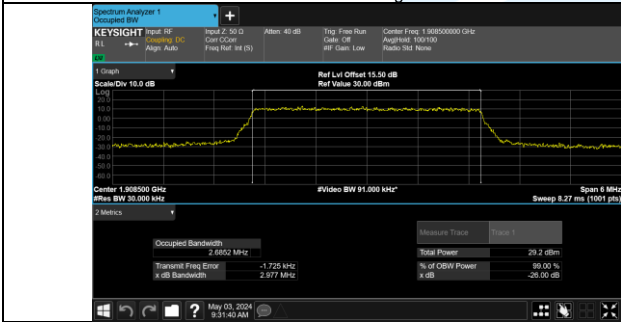 Spectrum Analyzer 1
Occupied BW
+
KEYSIGHT Input: RF Input Z: 50 Ω Atten: 40 dB Trig: Free Run Center Freq: 1.908500000 GHz
R L Coupling: DC Corr CCorr Gate: Off Avg|Hold: 100/100
Align: Auto Freq Ref: Int (S) #IF Gain: Low Radio Std: None
1 Graph
Ref Lvl Offset 15.50 dB
Scale/Div 10.0 dB Ref Value 30.00 dBm
Log
20.0
10.0
0.00
-10.0
-20.0
-30.0
-40.0
-50.0
-60.0
Center 1.908500 GHz #Video BW 91.000 kHz* Span 6 MHz
#Res BW 30.000 kHz Sweep 8.27 ms (1001 pts)
2 Metrics
Measure Trace Trace 1
Occupied Bandwidth
2.6852 MHz Total Power 29.2 dBm
Transmit Freq Error -1.725 kHz % of OBW Power 99.00 %
x dB Bandwidth 2.977 MHz x dB -26.00 dB
? May 03, 2024
9:31:40 AM